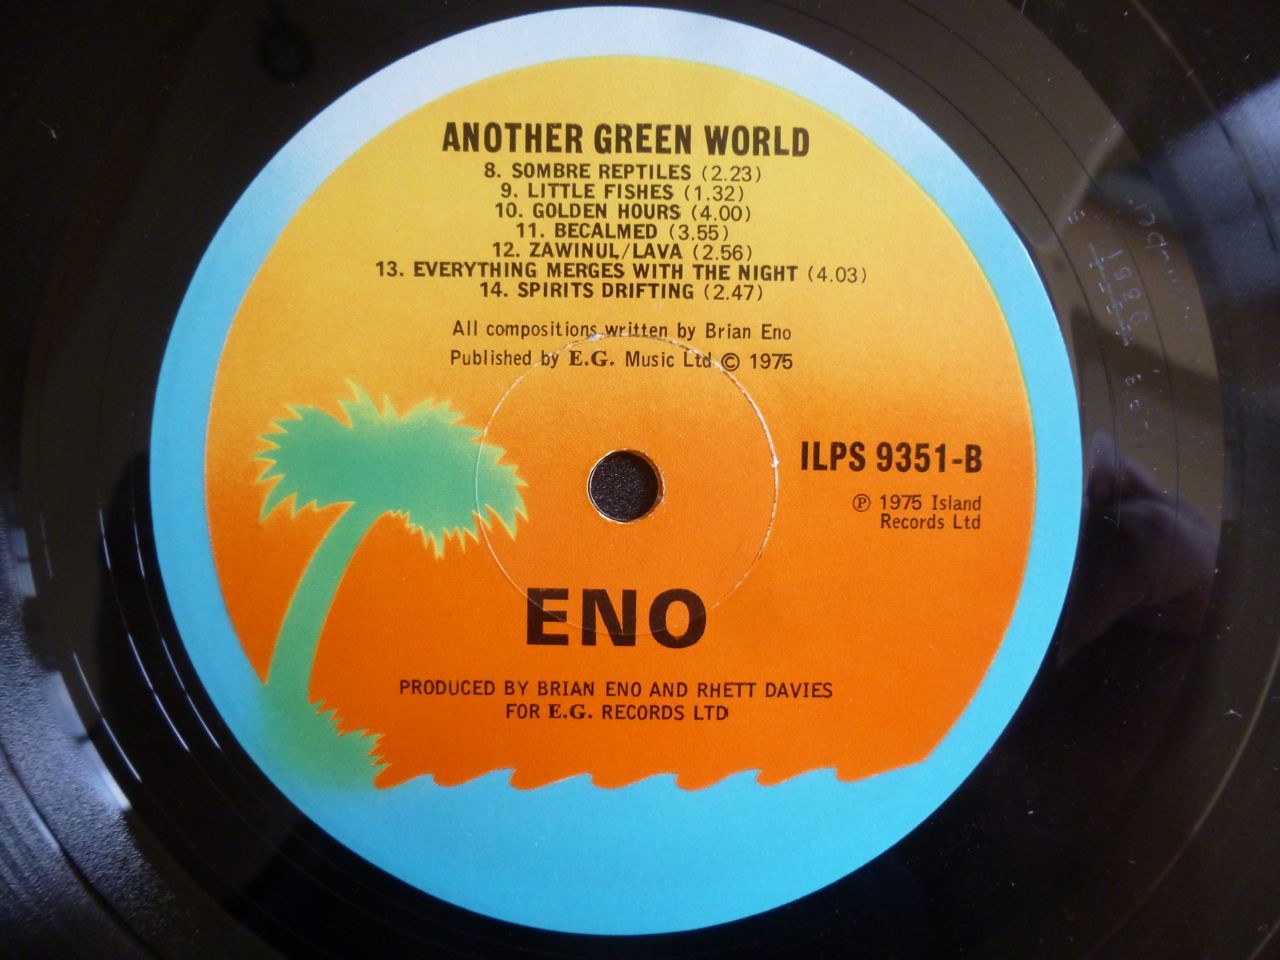 ANOTHER GREEN WORLD
8. SOMBRE REPTILES (2.23)
9. LITTLE FISHES (1.32)
10. GOLDEN HOURS (4.00)
11. BECALMED (3.55)
12. ZAWINUL/LAVA (2.56)
13. EVERYTHING MERGES WITH THE NIGHT (4.03)
14. SPIRITS DRIFTING (2.47)
All compositions written by Brian Eno
Published by E.G. Music Ltd © 1975
ILPS 9351-B
℗ 1975 Island
Records Ltd
ENO
PRODUCED BY BRIAN ENO AND RHETT DAVIES
FOR E.G. RECORDS LTD